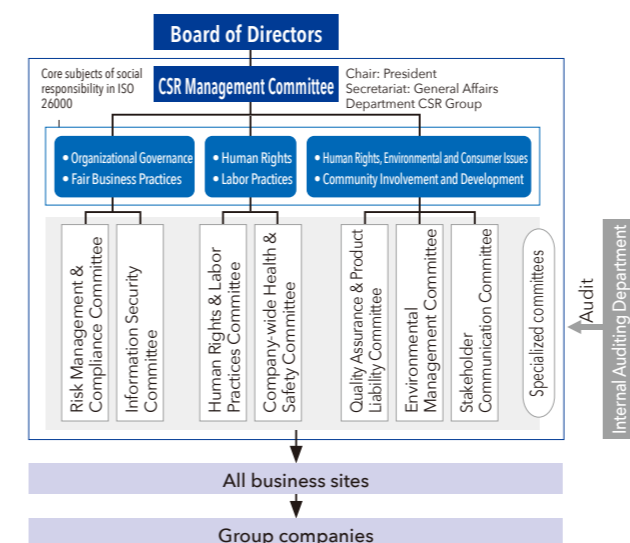 Board of Directors
Core subjects of social
responsibility in ISO
26000
CSR Management Committee
Chair: President
Secretariat: General Affairs
Department CSR Group
• Organizational Governance
• Fair Business Practices
• Human Rights
• Labor Practices
• Human Rights, Environmental and Consumer Issues
• Community Involvement and Development
Risk Management &
Compliance Committee
Information Security
Committee
Human Rights & Labor
Practices Committee
Company-wide Health &
Safety Committee
Quality Assurance & Product
Liability Committee
Environmental
Management Committee
Stakeholder
Communication Committee
Specialized committees
Audit
Internal Auditing Department
All business sites
Group companies